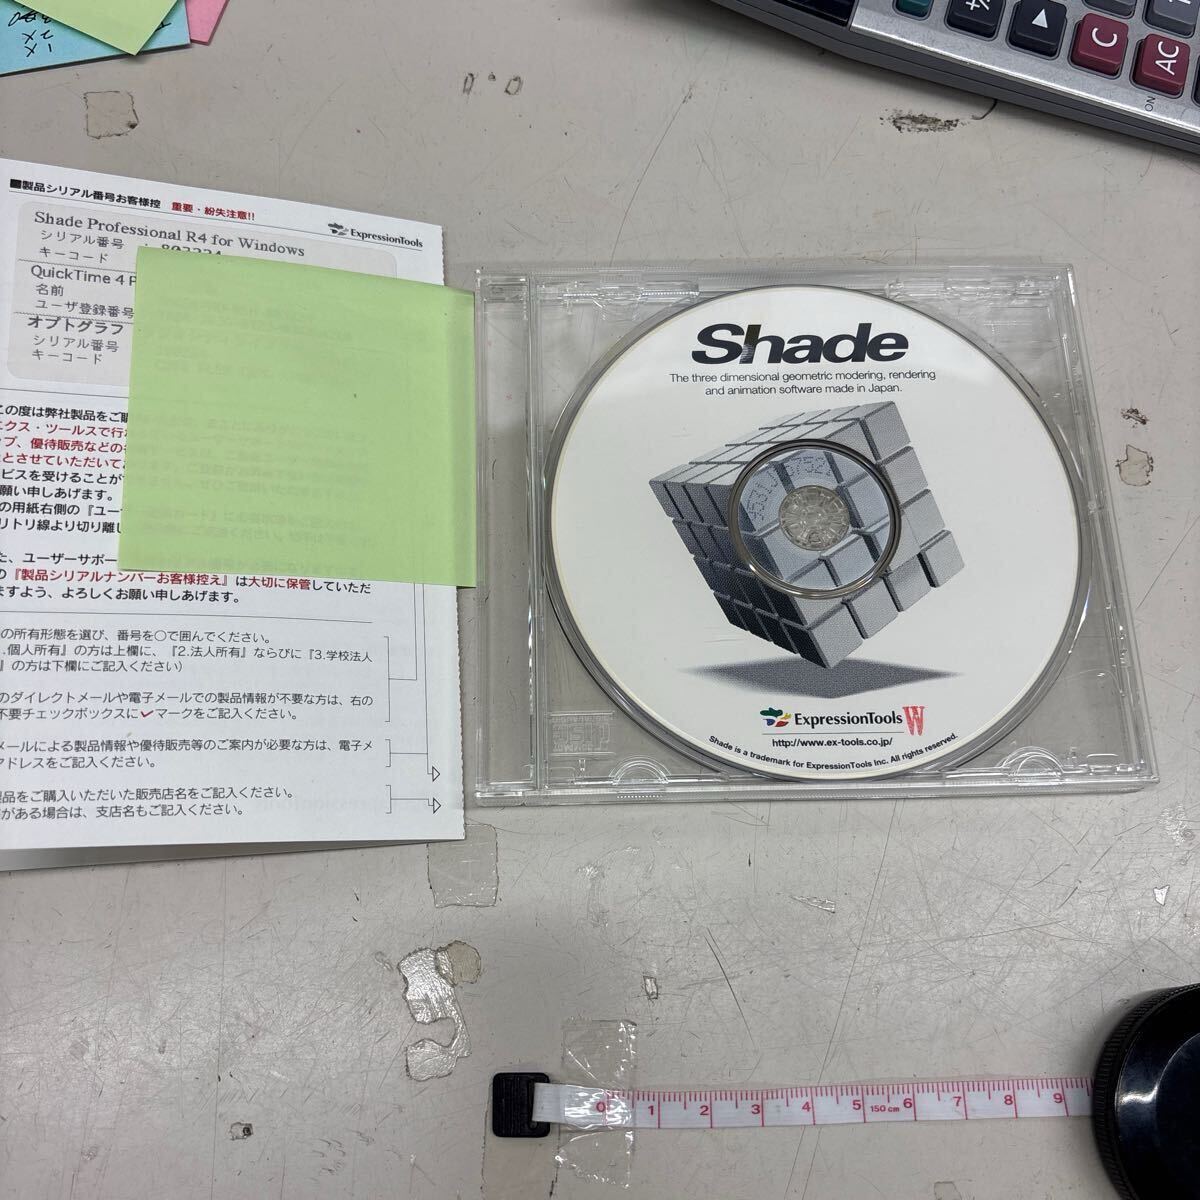 ■製品シリアル番号お客様控 重要・紛失注意!!
ExpressionTools
Shade Professional R4 for Windows
シリアル番号
キーコード
QuickTime 4 P
名前
ユーザ登録番号
オプトグラフ
シリアル番号
キーコード
この度は弊社製品をご購
エクス・ツールスで行
ップ、優待販売などの
とさせていただいてお
ービスを受けることが
願い申しあげます。
の用紙右側の『ユー
リトリ線より切り離し
た、ユーザーサポー
の『製品シリアルナンバーお客様控え』は大切に保管していただ
ますよう、よろしくお願い申しあげます。
の所有形態を選び、番号を○で囲んでください。
.個人所有』の方は上欄に、『2.法人所有』ならびに『3.学校法人
』の方は下欄にご記入ください)
のダイレクトメールや電子メールでの製品情報が不要な方は、右の
不要チェックボックスに✓マークをご記入ください。
メールによる製品情報や優待販売等のご案内が必要な方は、電子メ
アドレスをご記入ください。
製品をご購入いただいた販売店名をご記入ください。
がある場合は、支店名もご記入ください。
Shade
The three dimensional geometric modering, rendering
and animation software made in Japan.
ExpressionTools W
http://www.ex-tools.co.jp/
Shade is a trademark for ExpressionTools Inc. All rights reserved.
+/-
▲
C
AC
ON
0 1 2 3 4 5 150cm 6 7 8 9